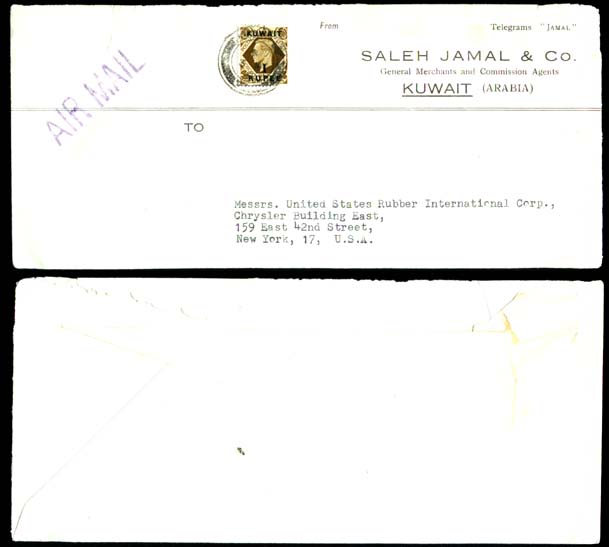 KUWAIT
1
RUPEE
AIR MAIL
From
Telegrams "JAMAL"
SALEH JAMAL & CO.
General Merchants and Commission Agents
KUWAIT (ARABIA)
TO
Messrs. United States Rubber International Corp.,
Chrysler Building East,
159 East 42nd Street,
New York, 17, U.S.A.